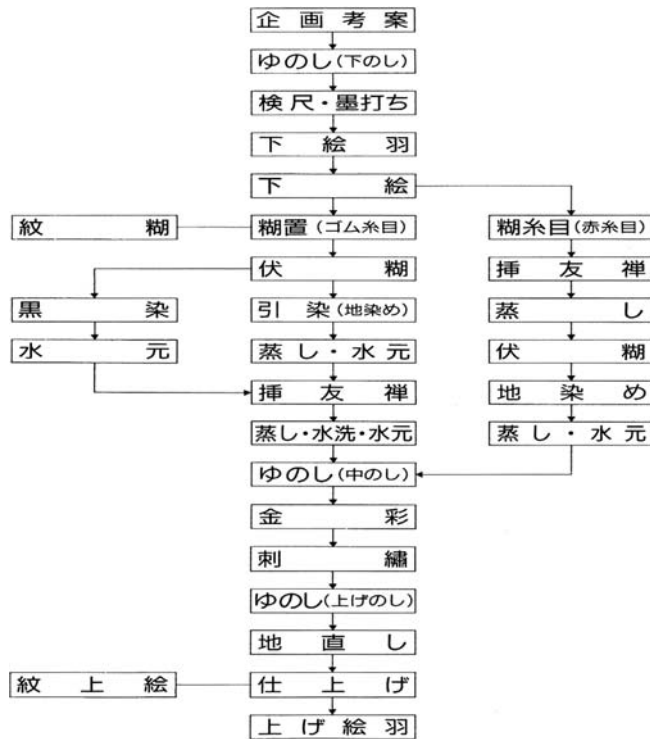 企画考案
ゆのし(下のし)
検尺・墨打ち
下絵羽
下絵
紋糊
糊置(ゴム糸目)
糊糸目(赤糸目)
伏糊
挿友禅
黒染
引染(地染め)
蒸し
水元
蒸し・水元
伏糊
挿友禅
地染め
蒸し・水洗・水元
蒸し・水元
ゆのし(中のし)
金彩
刺繡
ゆのし(上げのし)
地直し
紋上絵
仕上げ
上げ絵羽